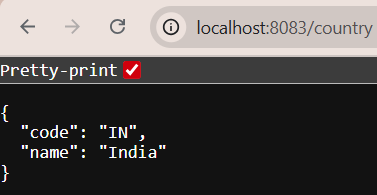 localhost:8083/country
Pretty-print
{
  "code": "IN",
  "name": "India"
}